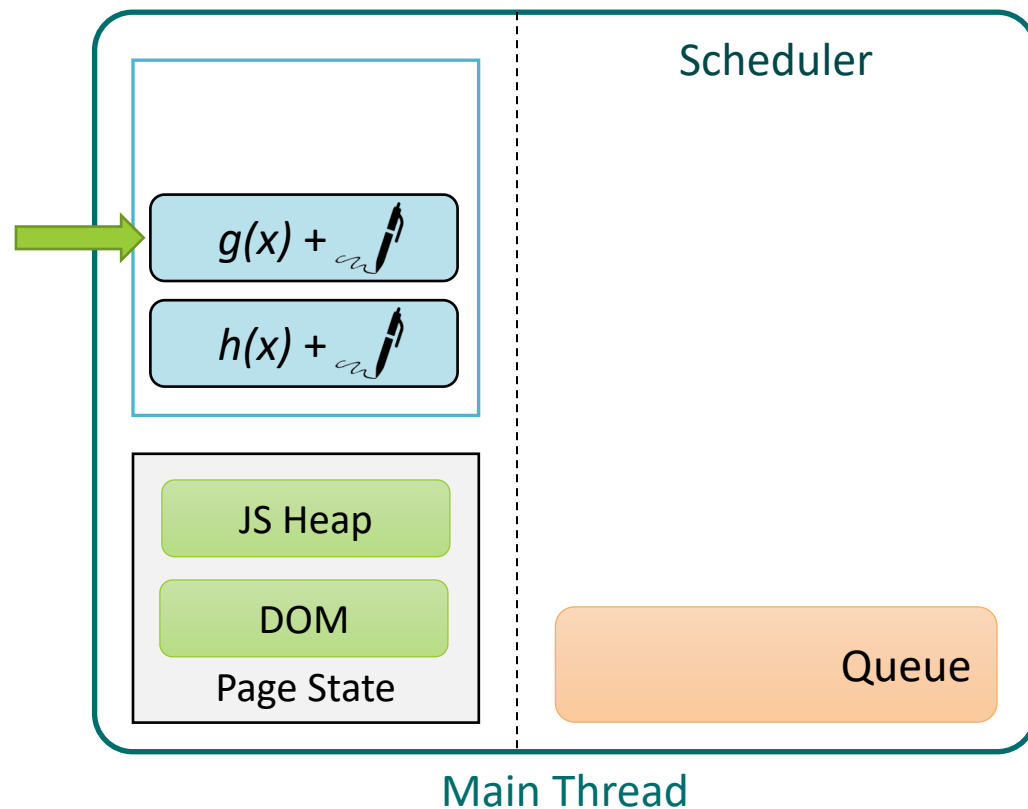 Scheduler
g(x) +
h(x) +
JS Heap
DOM
Page State
Queue
Main Thread